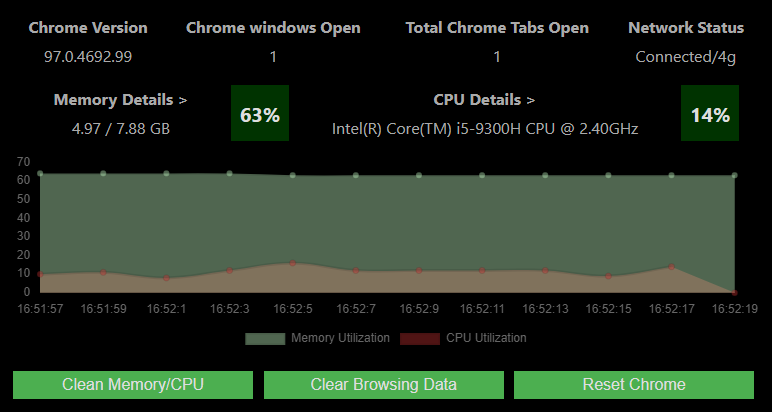 Chrome Version Chrome windows Open Total Chrome Tabs Open Network Status
97.0.4692.99 1 1 Connected/4g
Memory Details > 63% CPU Details > 14%
4.97 / 7.88 GB Intel(R) Core(TM) i5-9300H CPU @ 2.40GHz
70
60
50
40
30
20
10
0
16:51:57 16:51:59 16:52:1 16:52:3 16:52:5 16:52:7 16:52:9 16:52:11 16:52:13 16:52:15 16:52:17 16:52:19
Memory Utilization CPU Utilization
Clean Memory/CPU Clear Browsing Data Reset Chrome